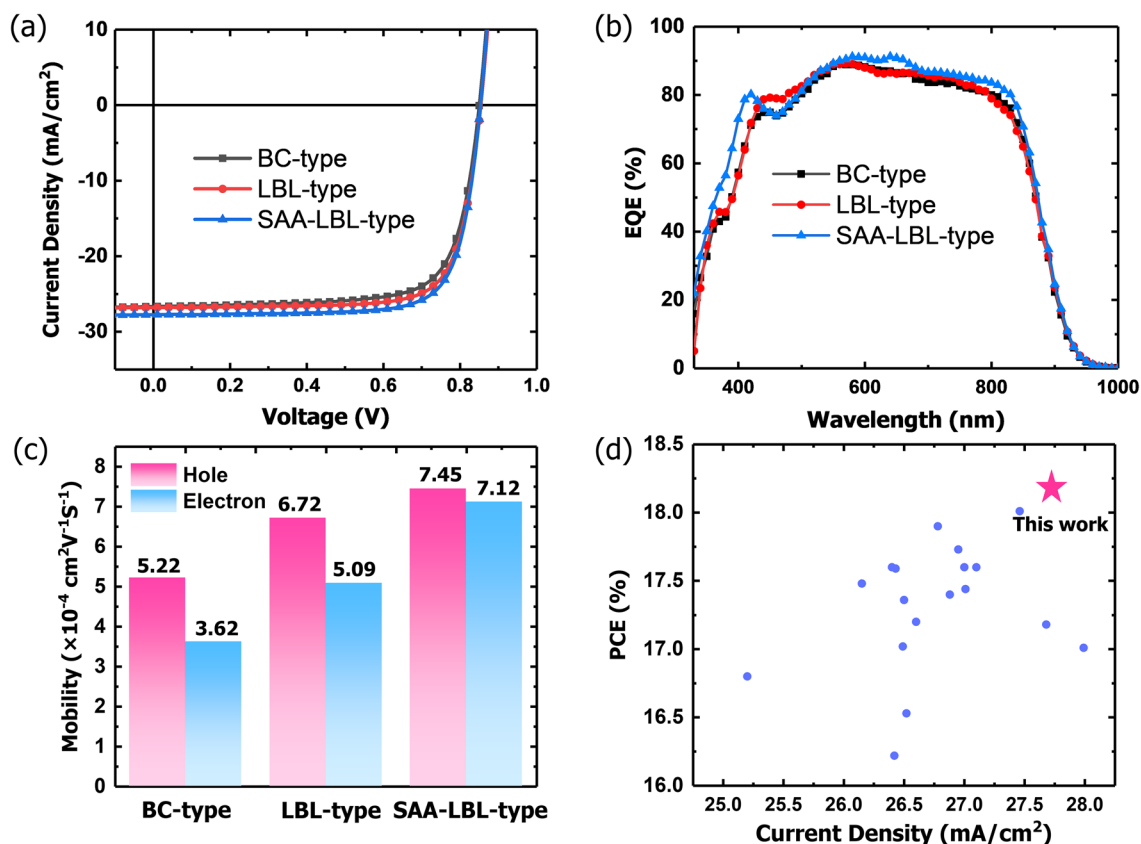 (a)
10
0
-10
-20
-30
Current Density (mA/cm²)
BC-type
LBL-type
SAA-LBL-type
0.0 0.2 0.4 0.6 0.8 1.0
Voltage (V)
(b)
100
80
60
40
20
0
EQE (%)
BC-type
LBL-type
SAA-LBL-type
400 600 800 1000
Wavelength (nm)
(c)
8
7
6
5
4
3
2
1
0
Mobility (×10⁻⁴ cm²V⁻¹S⁻¹)
Hole
Electron
5.22
3.62
6.72
5.09
7.45
7.12
BC-type LBL-type SAA-LBL-type
(d)
18.5
18.0
17.5
17.0
16.5
16.0
PCE (%)
This work
25.0 25.5 26.0 26.5 27.0 27.5 28.0
Current Density (mA/cm²)